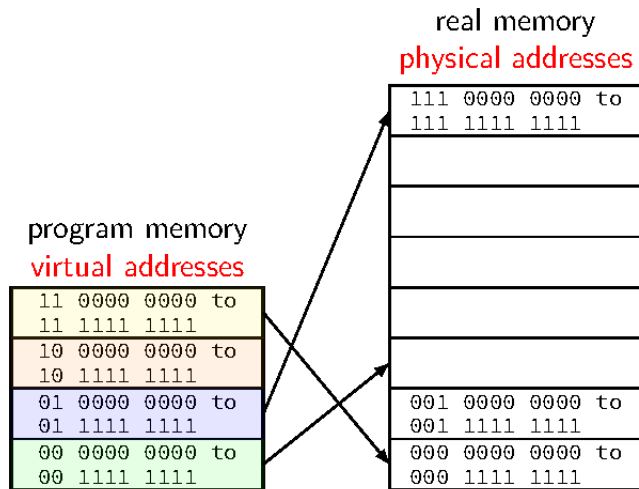 real memory
physical addresses
111 0000 0000 to
111 1111 1111
program memory
virtual addresses
11 0000 0000 to
11 1111 1111
10 0000 0000 to
10 1111 1111
01 0000 0000 to
01 1111 1111
00 0000 0000 to
00 1111 1111
001 0000 0000 to
001 1111 1111
000 0000 0000 to
000 1111 1111